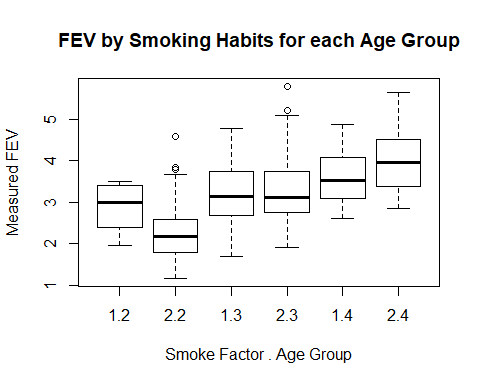 FEV by Smoking Habits for each Age Group
Measured FEV
5
4
3
2
1
1.2 2.2 1.3 2.3 1.4 2.4
Smoke Factor . Age Group